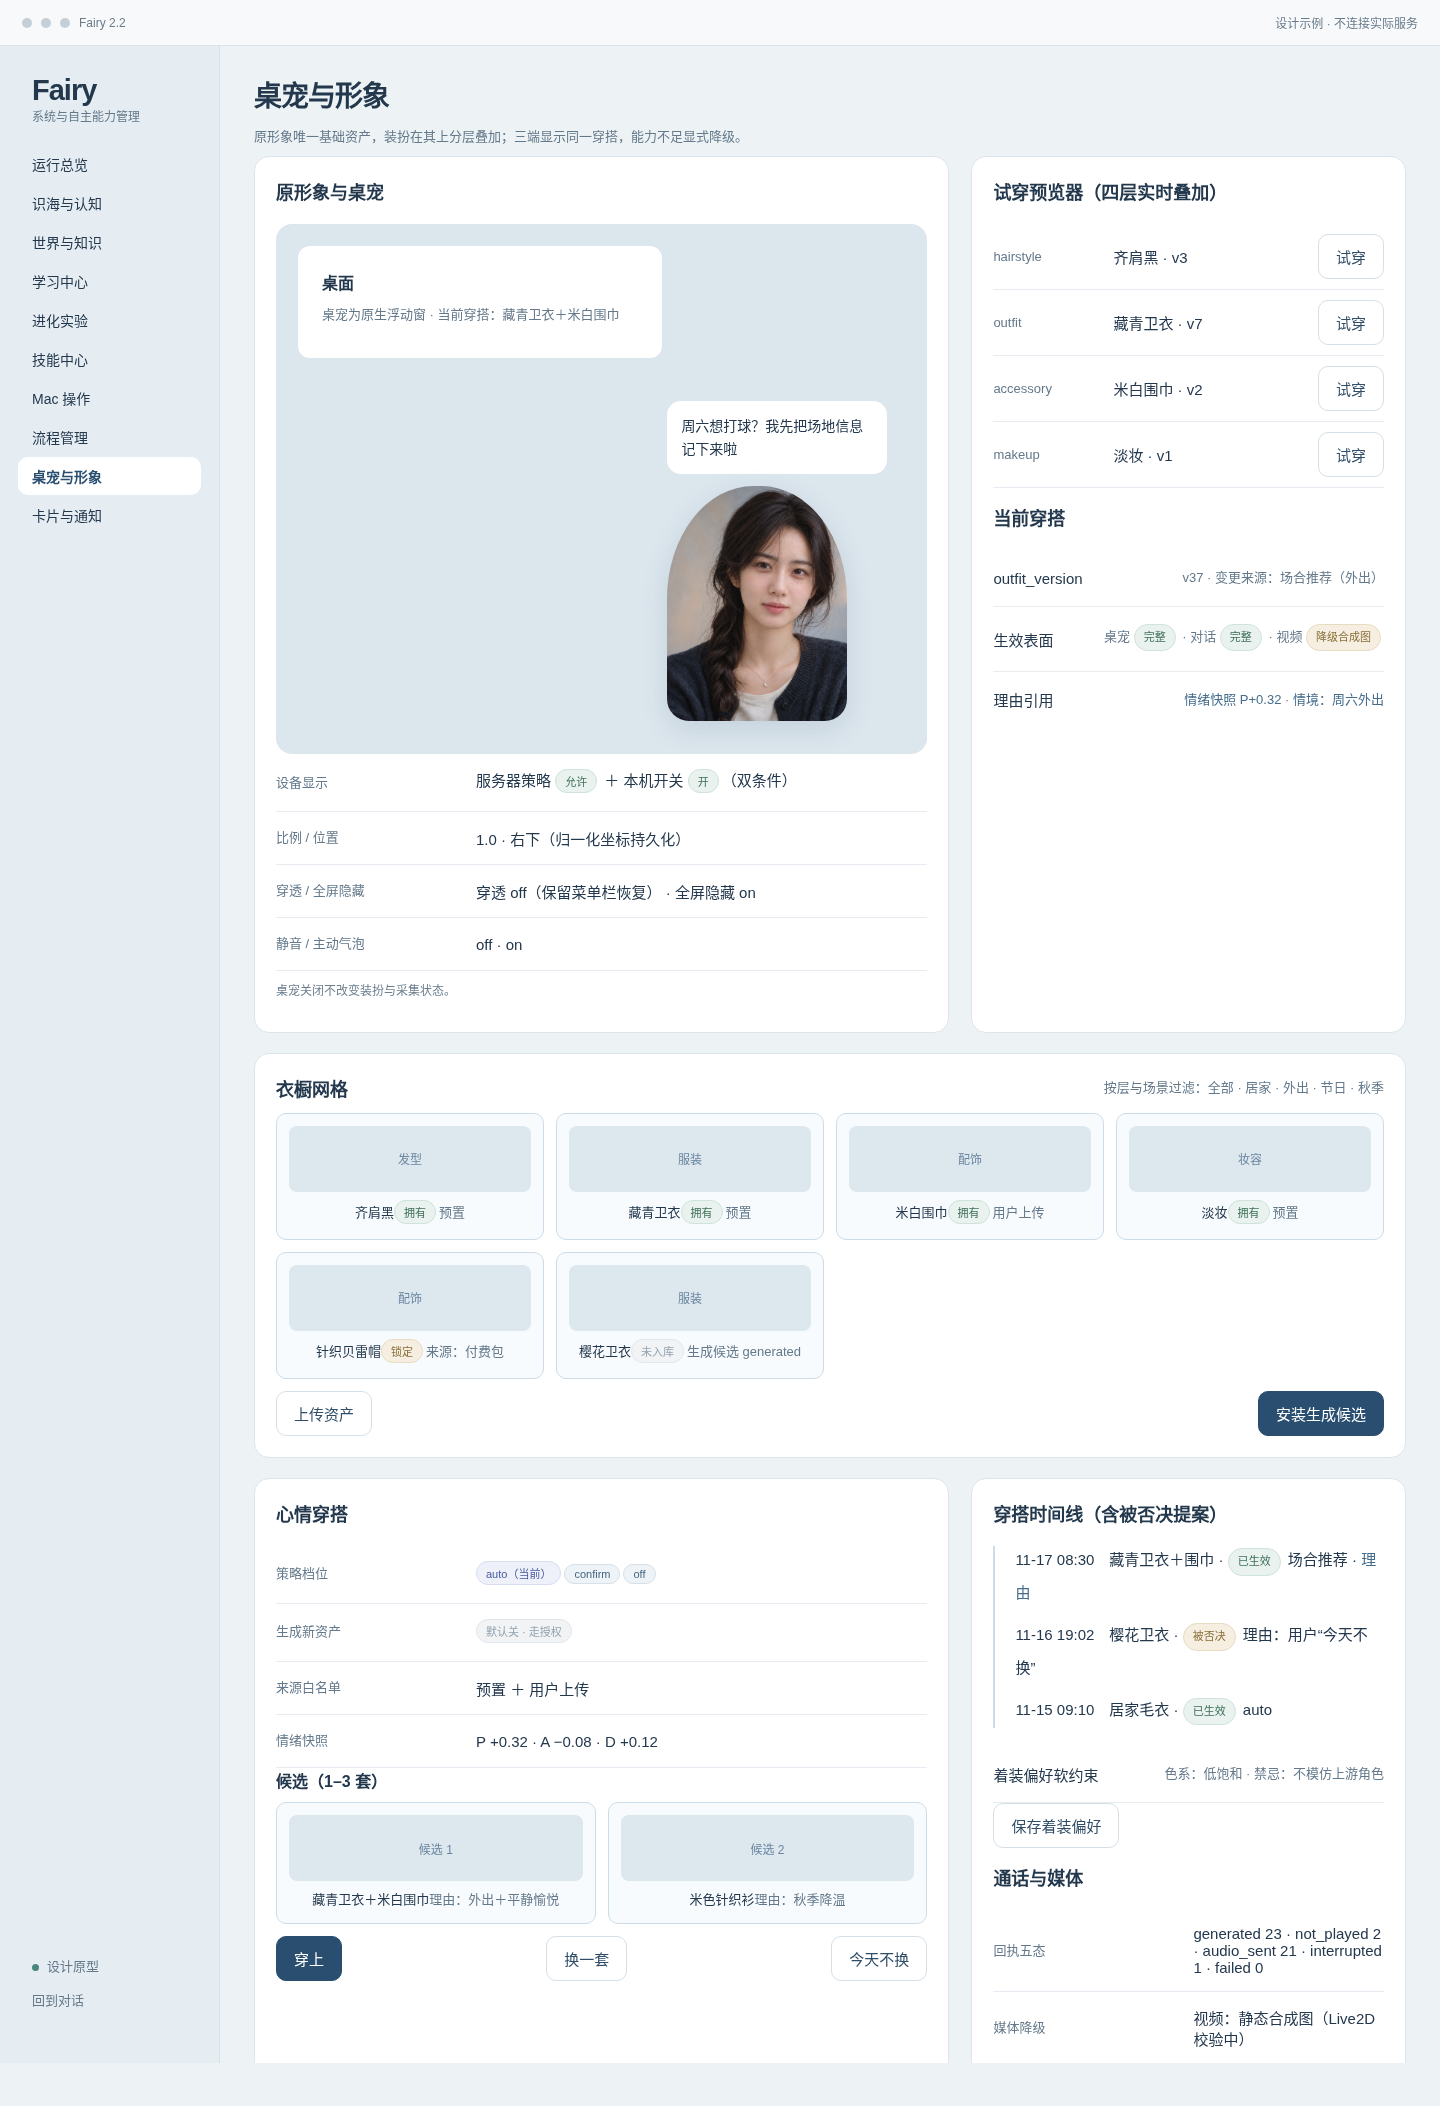 Fairy 2.2
设计示例 · 不连接实际服务
Fairy
系统与自主能力管理
运行总览
识海与认知
世界与知识
学习中心
进化实验
技能中心
Mac 操作
流程管理
桌宠与形象
卡片与通知
设计原型
回到对话
桌宠与形象
原形象唯一基础资产，装扮在其上分层叠加；三端显示同一穿搭，能力不足显式降级。
原形象与桌宠
桌面
桌宠为原生浮动窗 · 当前穿搭：藏青卫衣＋米白围巾
周六想打球？我先把场地信息
记下来啦
设备显示 服务器策略 允许 ＋ 本机开关 开 （双条件）
比例 / 位置 1.0 · 右下（归一化坐标持久化）
穿透 / 全屏隐藏 穿透 off（保留菜单栏恢复） · 全屏隐藏 on
静音 / 主动气泡 off · on
桌宠关闭不改变装扮与采集状态。
试穿预览器（四层实时叠加）
hairstyle 齐肩黑 · v3 试穿
outfit 藏青卫衣 · v7 试穿
accessory 米白围巾 · v2 试穿
makeup 淡妆 · v1 试穿
当前穿搭
outfit_version v37 · 变更来源：场合推荐（外出）
生效表面 桌宠 完整 · 对话 完整 · 视频 降级合成图
理由引用 情绪快照 P+0.32 · 情境：周六外出
衣橱网格 按层与场景过滤：全部 · 居家 · 外出 · 节日 · 秋季
发型 服装 配饰 妆容
齐肩黑 拥有 预置 藏青卫衣 拥有 预置 米白围巾 拥有 用户上传 淡妆 拥有 预置
配饰 服装
针织贝雷帽 锁定 来源：付费包 樱花卫衣 未入库 生成候选 generated
上传资产 安装生成候选
心情穿搭
策略档位 auto（当前） confirm off
生成新资产 默认关 · 走授权
来源白名单 预置 ＋ 用户上传
情绪快照 P +0.32 · A −0.08 · D +0.12
候选（1–3 套）
候选 1 候选 2
藏青卫衣＋米白围巾理由：外出＋平静愉悦 米色针织衫理由：秋季降温
穿上 换一套 今天不换
穿搭时间线（含被否决提案）
11-17 08:30 藏青卫衣＋围巾 · 已生效 场合推荐 · 理
由
11-16 19:02 樱花卫衣 · 被否决 理由：用户“今天不
换”
11-15 09:10 居家毛衣 · 已生效 auto
着装偏好软约束 色系：低饱和 · 禁忌：不模仿上游角色
保存着装偏好
通话与媒体
回执五态 generated 23 · not_played 2
· audio_sent 21 · interrupted
1 · failed 0
媒体降级 视频：静态合成图（Live2D
校验中）